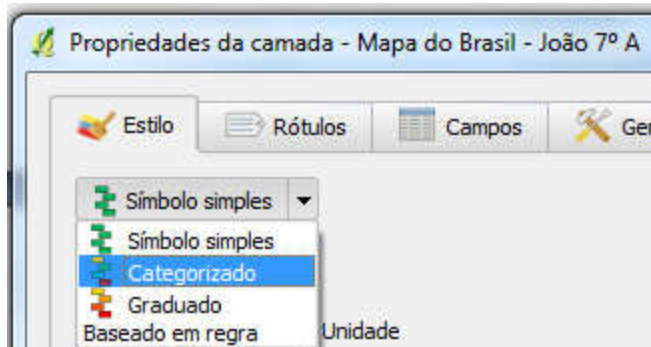 Propriedades da camada - Mapa do Brasil - João 7º A
Estilo Rótulos Campos Ger
Símbolo simples
Símbolo simples
Categorizado
Graduado
Baseado em regra Unidade